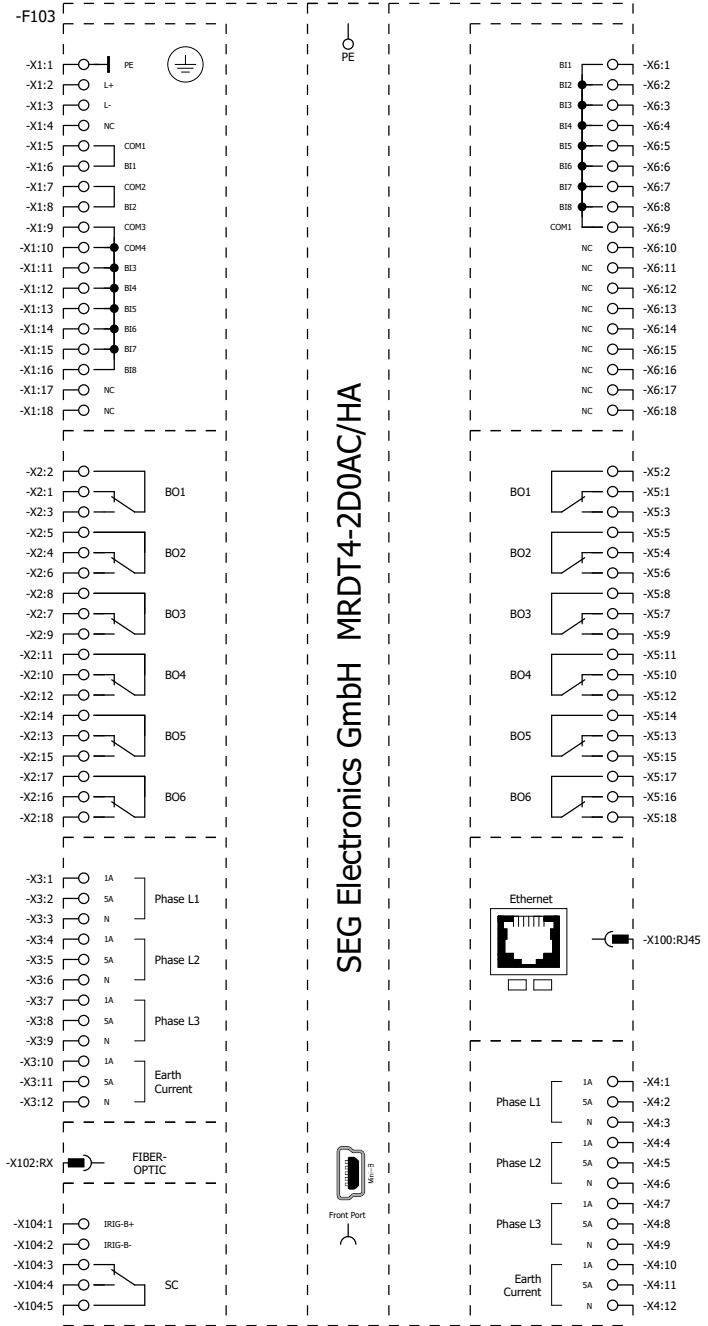 -F103
-X1:1 PE
-X1:2 L+
-X1:3 L-
-X1:4 NC
-X1:5 COM1
-X1:6 BI1
-X1:7 COM2
-X1:8 BI2
-X1:9 COM3
-X1:10 COM4
-X1:11 BI3
-X1:12 BI4
-X1:13 BI5
-X1:14 BI6
-X1:15 BI7
-X1:16 BI8
-X1:17 NC
-X1:18 NC
-X2:2
-X2:1 BO1
-X2:3
-X2:5
-X2:4 BO2
-X2:6
-X2:8
-X2:7 BO3
-X2:9
-X2:11
-X2:10 BO4
-X2:12
-X2:14
-X2:13 BO5
-X2:15
-X2:17
-X2:16 BO6
-X2:18
-X3:1 1A
-X3:2 5A Phase L1
-X3:3 N
-X3:4 1A
-X3:5 5A Phase L2
-X3:6 N
-X3:7 1A
-X3:8 5A Phase L3
-X3:9 N
-X3:10 1A
-X3:11 5A Earth
Current
-X3:12 N
-X102:RX FIBER-
OPTIC
-X104:1 IRIG-B+
-X104:2 IRIG-B-
-X104:3
-X104:4 SC
-X104:5
PE
SEG Electronics GmbH MRDT4-2D0AC/HA
Mini-B
Front Port
BI1 -X6:1
BI2 -X6:2
BI3 -X6:3
BI4 -X6:4
BI5 -X6:5
BI6 -X6:6
BI7 -X6:7
BI8 -X6:8
COM1 -X6:9
NC -X6:10
NC -X6:11
NC -X6:12
NC -X6:13
NC -X6:14
NC -X6:15
NC -X6:16
NC -X6:17
NC -X6:18
-X5:2
BO1 -X5:1
-X5:3
-X5:5
BO2 -X5:4
-X5:6
-X5:8
BO3 -X5:7
-X5:9
-X5:11
BO4 -X5:10
-X5:12
-X5:14
BO5 -X5:13
-X5:15
-X5:17
BO6 -X5:16
-X5:18
Ethernet
-X100:RJ45
1A -X4:1
Phase L1 5A -X4:2
N -X4:3
1A -X4:4
Phase L2 5A -X4:5
N -X4:6
1A -X4:7
Phase L3 5A -X4:8
N -X4:9
1A -X4:10
Earth
Current 5A -X4:11
N -X4:12